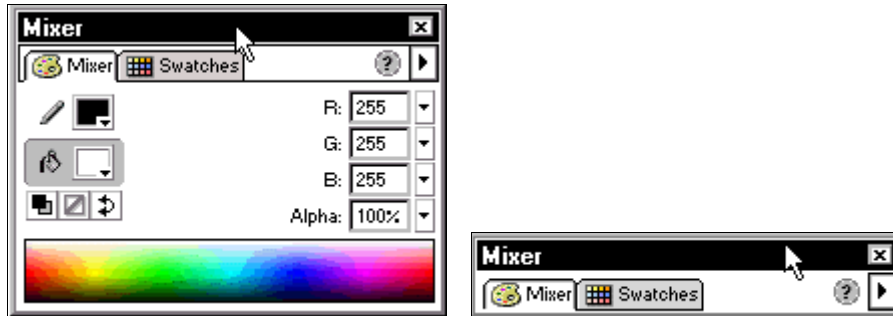 Mixer
Mixer Swatches ?
R: 255
G: 255
B: 255
Alpha: 100%
Mixer
Mixer Swatches ?